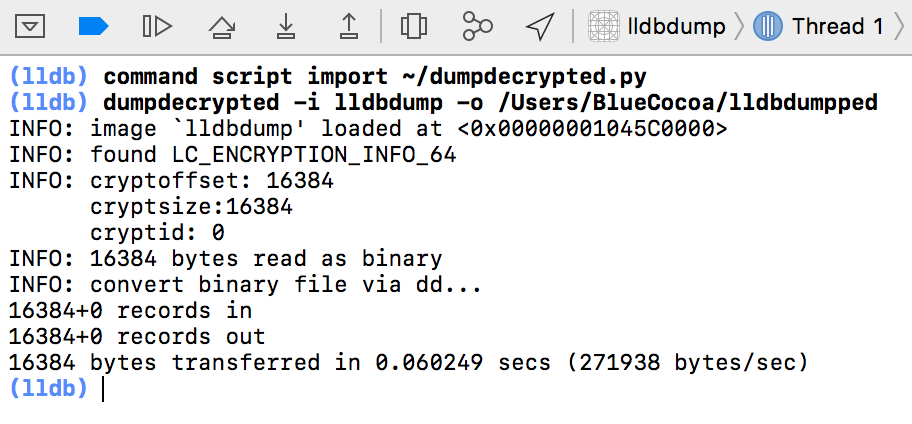 lldbdump
Thread 1
(lldb) command script import ~/dumpdecrypted.py
(lldb) dumpdecrypted -i lldbdump -o /Users/BlueCocoa/lldbdumpped
INFO: image `lldbdump' loaded at <0x00000001045C0000>
INFO: found LC_ENCRYPTION_INFO_64
INFO: cryptoffset: 16384
cryptsize:16384
cryptid: 0
INFO: 16384 bytes read as binary
INFO: convert binary file via dd...
16384+0 records in
16384+0 records out
16384 bytes transferred in 0.060249 secs (271938 bytes/sec)
(lldb)